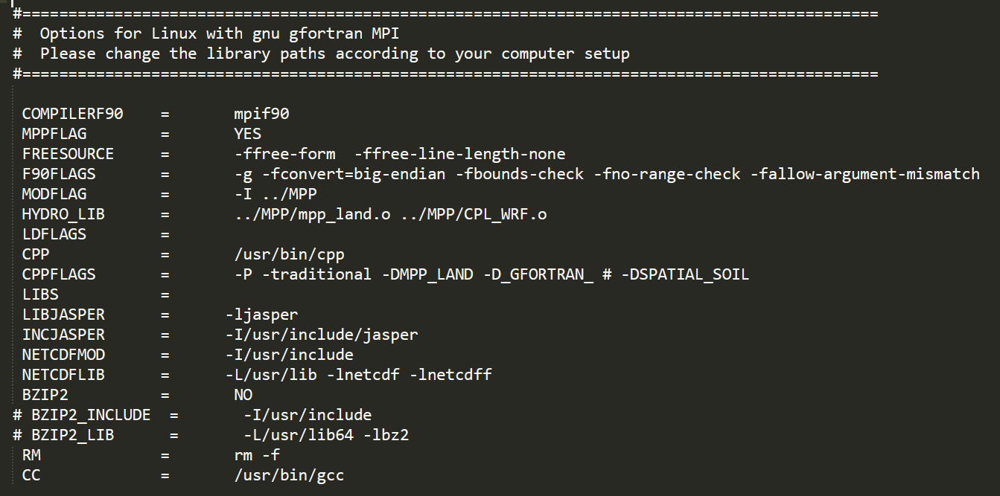 #=============================================================================================
#  Options for Linux with gnu gfortran MPI
#  Please change the library paths according to your computer setup
#=============================================================================================
 COMPILERF90    =       mpif90
 MPPFLAG        =       YES
 FREESOURCE     =       -ffree-form  -ffree-line-length-none
 F90FLAGS       =       -g -fconvert=big-endian -fbounds-check -fno-range-check -fallow-argument-mismatch
 MODFLAG        =       -I ../MPP
 HYDRO_LIB      =       ../MPP/mpp_land.o ../MPP/CPL_WRF.o
 LDFLAGS        =
 CPP            =       /usr/bin/cpp
 CPPFLAGS       =       -P -traditional -DMPP_LAND -D_GFORTRAN_ # -DSPATIAL_SOIL
 LIBS           =
 LIBJASPER      =      -ljasper
 INCJASPER      =      -I/usr/include/jasper
 NETCDFMOD      =      -I/usr/include
 NETCDFLIB      =      -L/usr/lib -lnetcdf -lnetcdff
 BZIP2          =       NO
# BZIP2_INCLUDE  =       -I/usr/include
# BZIP2_LIB      =       -L/usr/lib64 -lbz2
 RM             =       rm -f
 CC             =       /usr/bin/gcc